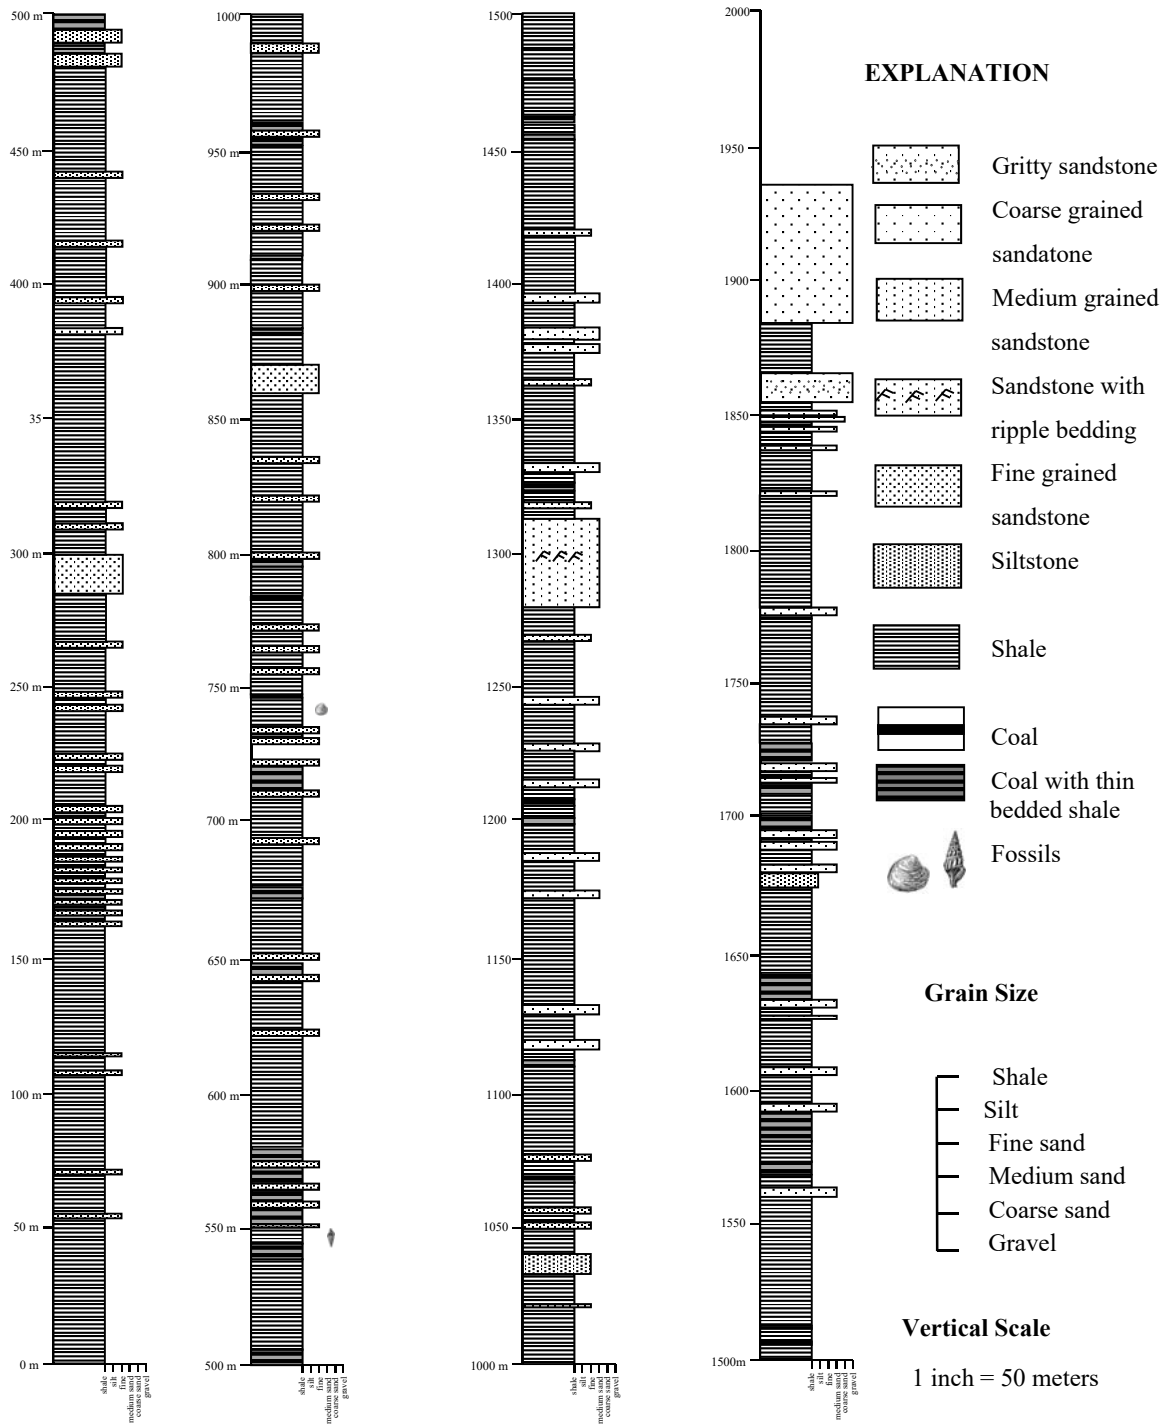 500 m
450 m
400 m
35
300 m
250 m
200 m
150 m
100 m
50 m
0 m
shale
silt
fine
medium sand
coarse sand
gravel
1000
950 m
900 m
850 m
800 m
750 m
700 m
650 m
600 m
550 m
500 m
shale
silt
fine
medium sand
coarse sand
gravel
1500
1450
1400
1350
1300
1250
1200
1150
1100
1050
1000 m
shale
silt
fine
medium sand
coarse sand
gravel
2000
1950
1900
1850
1800
1750
1700
1650
1600
1550
1500m
shale
silt
fine
medium sand
coarse sand
gravel
EXPLANATION
Gritty sandstone
Coarse grained
sandatone
Medium grained
sandstone
Sandstone with
ripple bedding
Fine grained
sandstone
Siltstone
Shale
Coal
Coal with thin
bedded shale
Fossils
Grain Size
Shale
Silt
Fine sand
Medium sand
Coarse sand
Gravel
Vertical Scale
1 inch = 50 meters